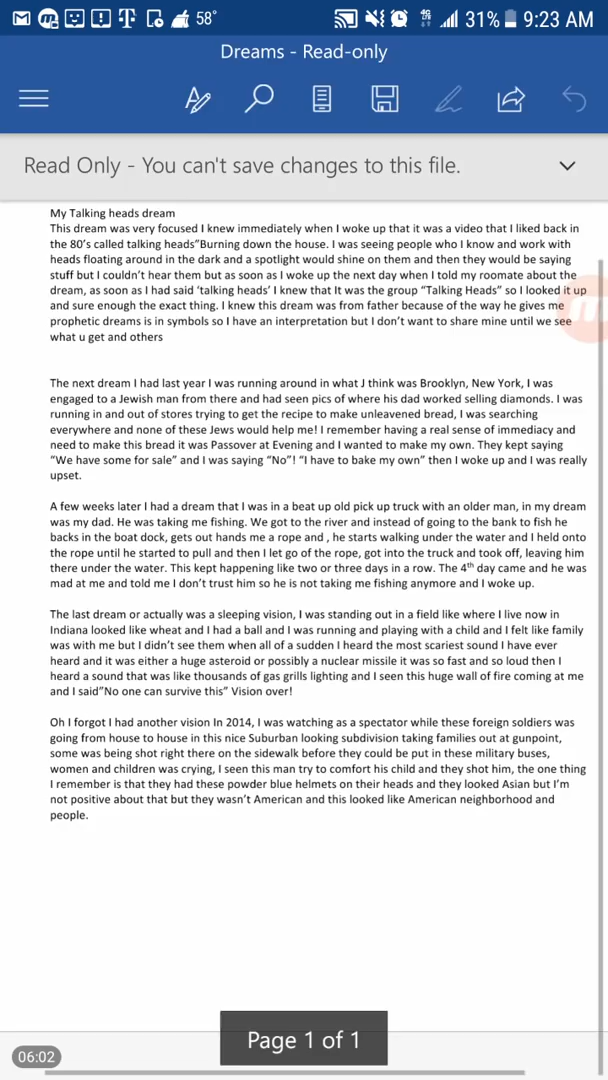 58°
31% 9:23 AM
Dreams - Read-only
Read Only - You can't save changes to this file.
My Talking heads dream
This dream was very focused I knew immediately when I woke up that it was a video that I liked back in
the 80's called talking heads"Burning down the house. I was seeing people who I know and work with
heads floating around in the dark and a spotlight would shine on them and then they would be saying
stuff but I couldn't hear them but as soon as I woke up the next day when I told my roomate about the
dream, as soon as I had said 'talking heads' I knew that It was the group "Talking Heads" so I looked it up
and sure enough the exact thing. I knew this dream was from father because of the way he gives me
prophetic dreams is in symbols so I have an interpretation but I don't want to share mine until we see
what u get and others
The next dream I had last year I was running around in what J think was Brooklyn, New York, I was
engaged to a Jewish man from there and had seen pics of where his dad worked selling diamonds. I was
running in and out of stores trying to get the recipe to make unleavened bread, I was searching
everywhere and none of these Jews would help me! I remember having a real sense of immediacy and
need to make this bread it was Passover at Evening and I wanted to make my own. They kept saying
"We have some for sale" and I was saying "No"! "I have to bake my own" then I woke up and I was really
upset.
A few weeks later I had a dream that I was in a beat up old pick up truck with an older man, in my dream
was my dad. He was taking me fishing. We got to the river and instead of going to the bank to fish he
backs in the boat dock, gets out hands me a rope and , he starts walking under the water and I held onto
the rope until he started to pull and then I let go of the rope, got into the truck and took off, leaving him
there under the water. This kept happening like two or three days in a row. The 4th day came and he was
mad at me and told me I don't trust him so he is not taking me fishing anymore and I woke up.
The last dream or actually was a sleeping vision, I was standing out in a field like where I live now in
Indiana looked like wheat and I had a ball and I was running and playing with a child and I felt like family
was with me but I didn't see them when all of a sudden I heard the most scariest sound I have ever
heard and it was either a huge asteroid or possibly a nuclear missile it was so fast and so loud then I
heard a sound that was like thousands of gas grills lighting and I seen this huge wall of fire coming at me
and I said"No one can survive this" Vision over!
Oh I forgot I had another vision In 2014, I was watching as a spectator while these foreign soldiers was
going from house to house in this nice Suburban looking subdivision taking families out at gunpoint,
some was being shot right there on the sidewalk before they could be put in these military buses,
women and children was crying, I seen this man try to comfort his child and they shot him, the one thing
I remember is that they had these powder blue helmets on their heads and they looked Asian but I'm
not positive about that but they wasn't American and this looked like American neighborhood and
people.
Page 1 of 1
06:02